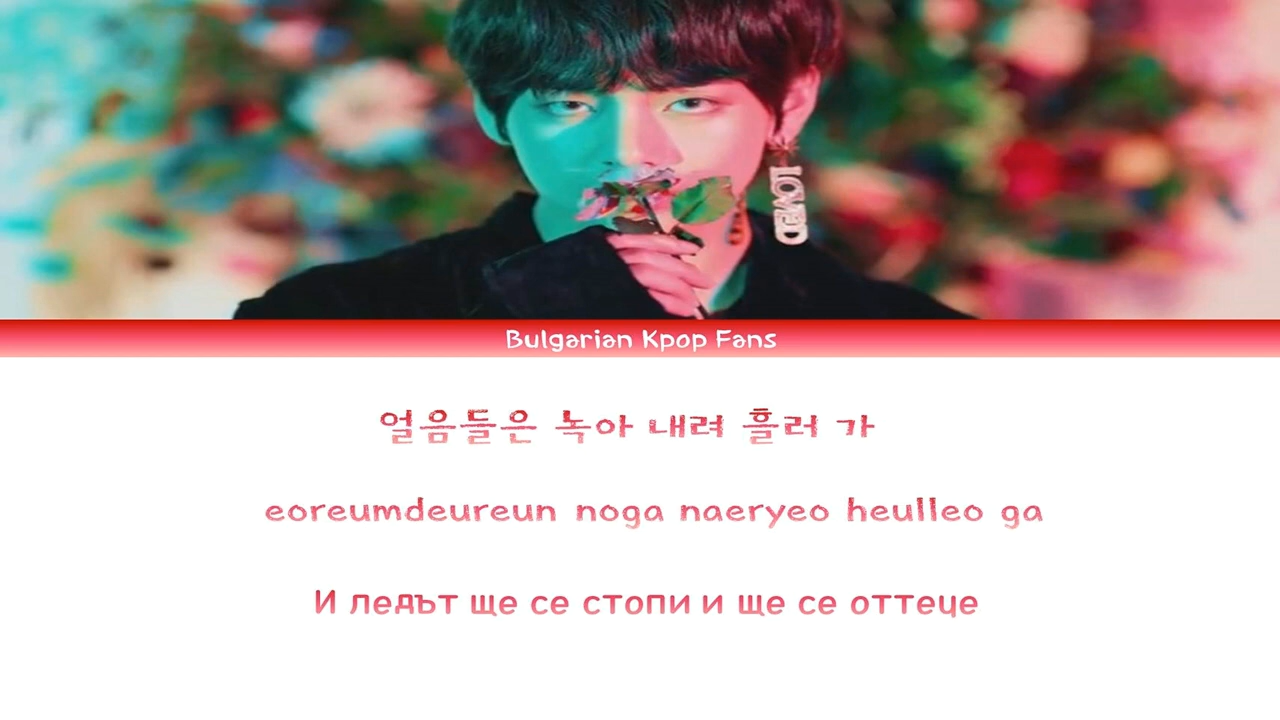 LOVED
Bulgarian Kpop Fans
얼음들은 녹아 내려 흘러 가
eoreumdeureun noga naeryeo heulleo ga
И ледът ще се стопи и ще се оттече